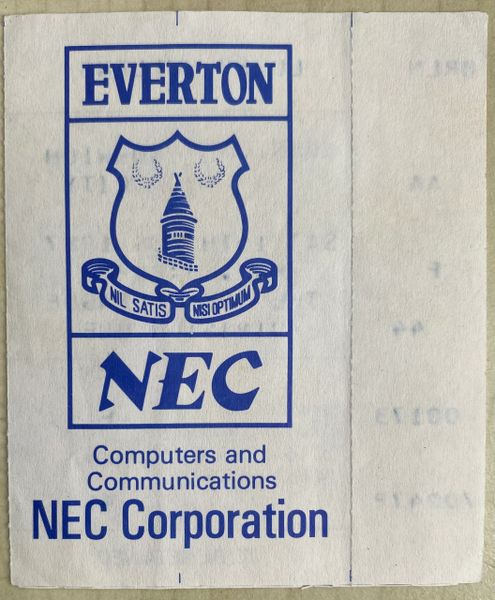 EVERTON
NIL SATIS NISI OPTIMUM
NEC
Computers and
Communications
NEC Corporation